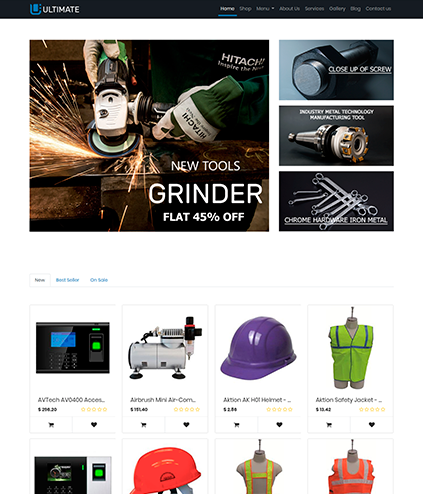 ULTIMATE
Home Shop Menu About Us Services Gallery Blog Contact us
HITACHI
Inspire the Next
HITACHI
NEW TOOLS
GRINDER
FLAT 45% OFF
CLOSE UP OF SCREW
INDUSTRY METAL TECHNOLOGY
MANUFACTURING TOOL
CHROME HARDWARE IRON METAL
New Best Seller On Sale
AVTech AV0400 Acces... Airbrush Mini Air-Com... Aktion AK H01 Helmet - ... Aktion Safety Jacket - ...
$ 296.20 $ 151.40 $ 2.86 $ 13.42